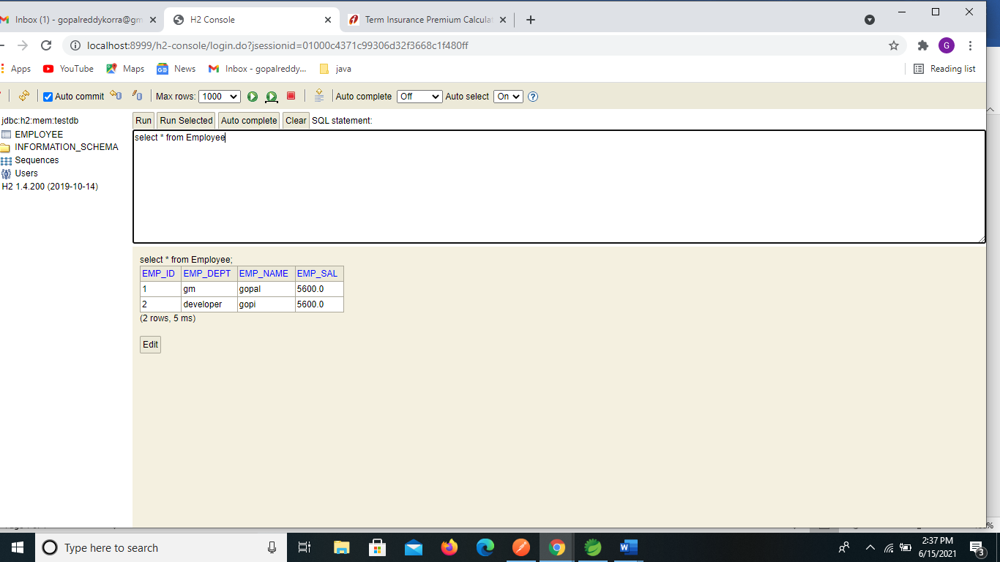 Inbox (1) - gopalreddykorra@gm
H2 Console
Term Insurance Premium Calcula
localhost:8999/h2-console/login.do?jsessionid=01000c4371c99306d32f3668c1f480ff
G
Apps YouTube Maps News Inbox - gopalreddy... java Reading list
Auto commit Max rows: 1000 Auto complete Off Auto select On
jdbc:h2:mem:testdb
EMPLOYEE
INFORMATION_SCHEMA
Sequences
Users
H2 1.4.200 (2019-10-14)
Run Run Selected Auto complete Clear SQL statement:
select * from Employee
select * from Employee;
EMP_ID EMP_DEPT EMP_NAME EMP_SAL
1 gm gopal 5600.0
2 developer gopi 5600.0
(2 rows, 5 ms)
Edit
Type here to search
2:37 PM
6/15/2021
3